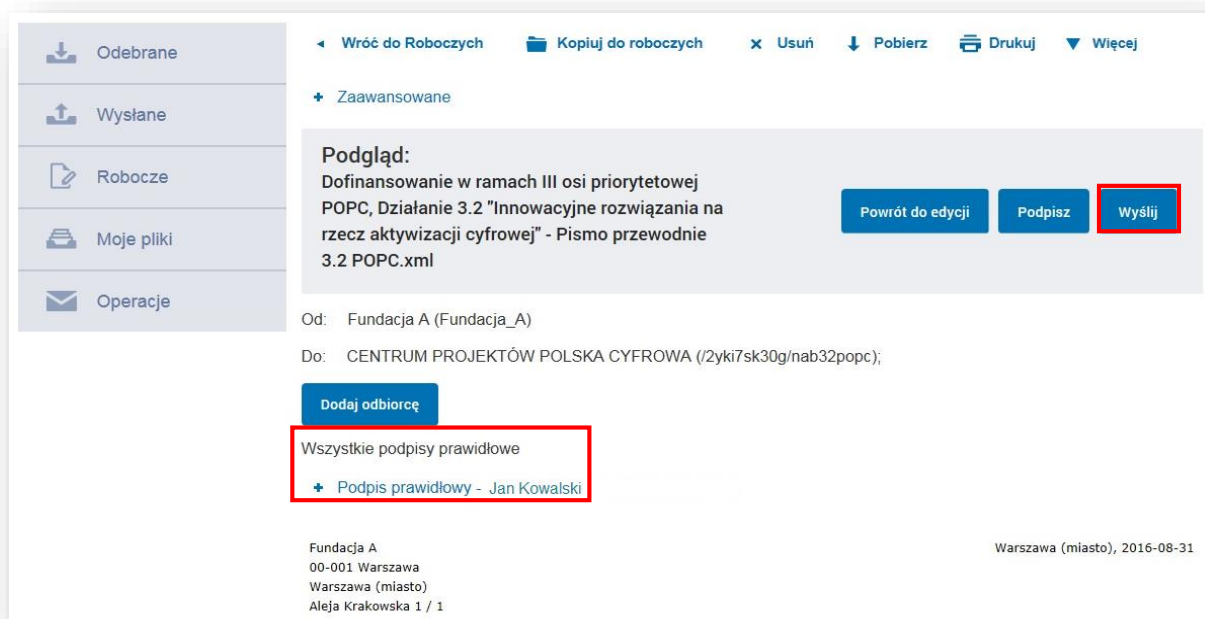 Odebrane
Wysłane
Robocze
Moje pliki
Operacje
Wróć do Roboczych Kopiuj do roboczych Usuń Pobierz Drukuj Więcej
Zaawansowane
Podgląd:
Dofinansowanie w ramach III osi priorytetowej
POPC, Działanie 3.2 "Innowacyjne rozwiązania na
rzecz aktywizacji cyfrowej" - Pismo przewodnie
3.2 POPC.xml
Powrót do edycji Podpisz Wyślij
Od: Fundacja A (Fundacja_A)
Do: CENTRUM PROJEKTÓW POLSKA CYFROWA (/2yki7sk30g/nab32popc);
Dodaj odbiorcę
Wszystkie podpisy prawidłowe
Podpis prawidłowy - Jan Kowalski
Fundacja A Warszawa (miasto), 2016-08-31
00-001 Warszawa
Warszawa (miasto)
Aleja Krakowska 1 / 1